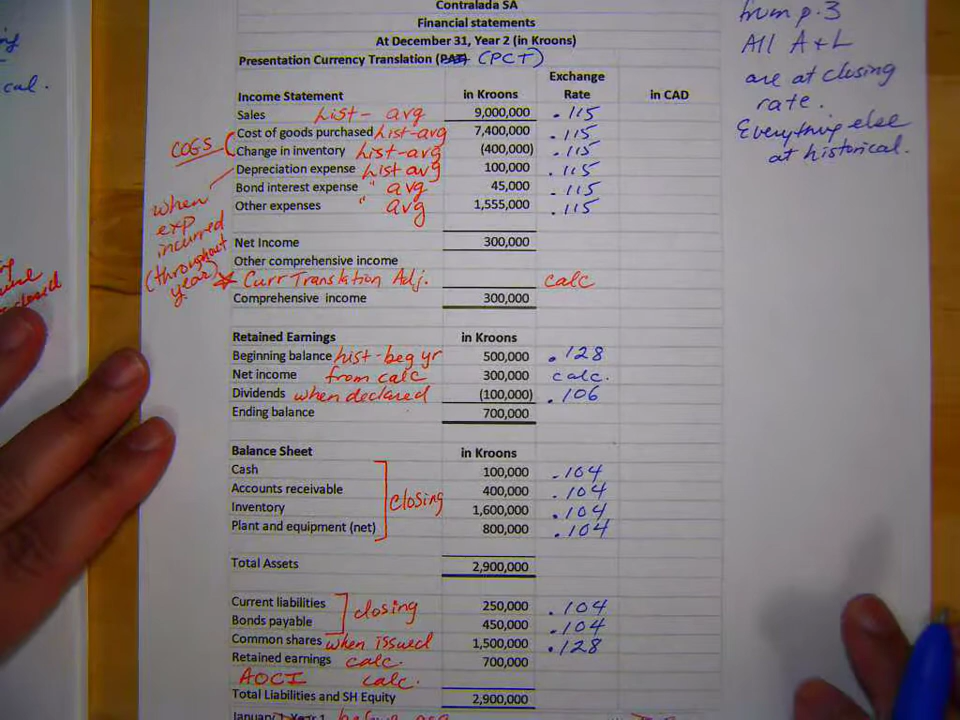 Contralada SA
Financial statements
At December 31, Year 2 (in Kroons)
Presentation Currency Translation (PAT) (PCT)
Exchange
Income Statement in Kroons Rate in CAD
Sales Hist - avg 9,000,000 .115
Cost of goods purchased Hist-avg 7,400,000 .115
COGS Change in inventory Hist-avg (400,000) .115
Depreciation expense Hist avg 100,000 .115
Bond interest expense " avg 45,000 .115
Other expenses " avg 1,555,000 .115
Net Income 300,000
Other comprehensive income
* Curr Translation Adj. calc
Comprehensive income 300,000
when
exp
incurred
(throughout
year)
Retained Earnings in Kroons
Beginning balance hist-beg yr 500,000 .128
Net income from calc 300,000 calc.
Dividends when declared (100,000) .106
Ending balance 700,000
Balance Sheet in Kroons
Cash 100,000 .104
Accounts receivable closing 400,000 .104
Inventory 1,600,000 .104
Plant and equipment (net) 800,000 .104
Total Assets 2,900,000
Current liabilities closing 250,000 .104
Bonds payable 450,000 .104
Common shares when issued 1,500,000 .128
Retained earnings calc. 700,000
AOCI calc.
Total Liabilities and SH Equity 2,900,000
from p.3
All A + L
are at closing
rate.
Everything else
at historical.
cal.